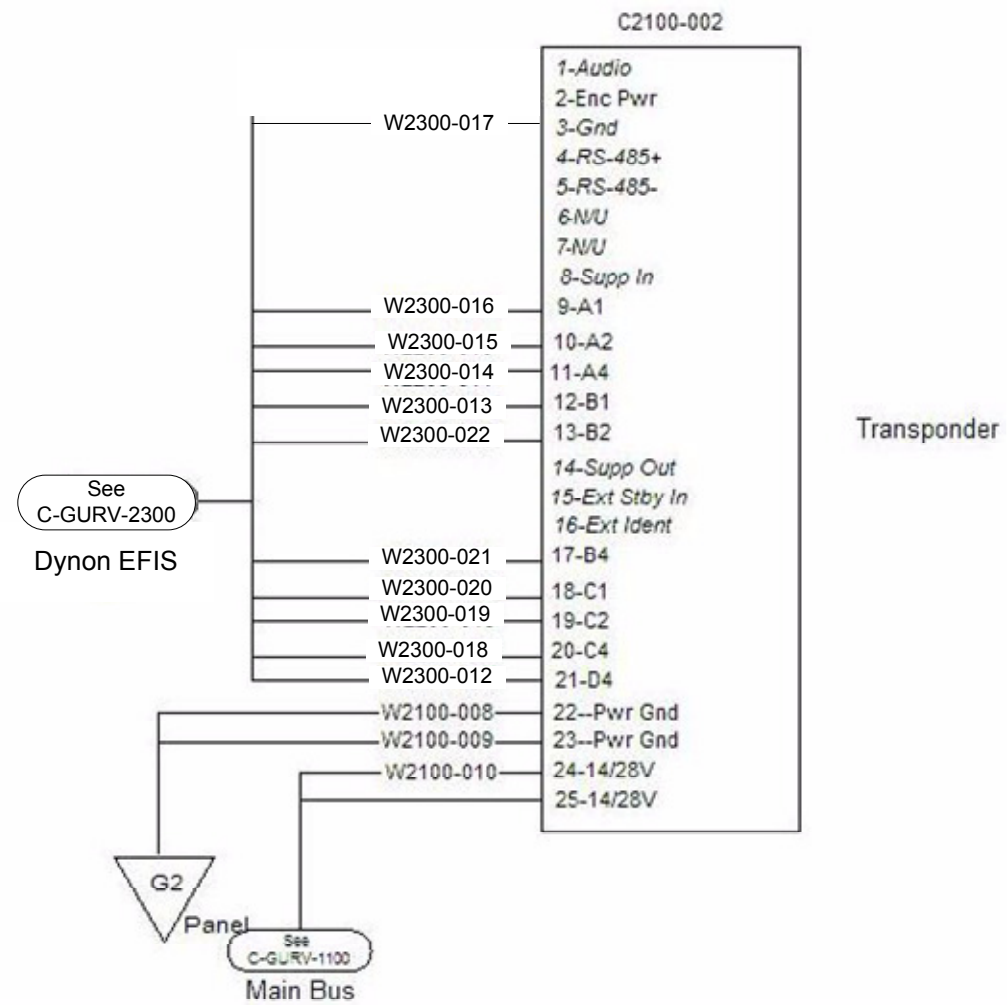 C2100-002
1-Audio
2-Enc Pwr
W2300-017
3-Gnd
4-RS-485+
5-RS-485-
6-N/U
7-N/U
8-Supp In
W2300-016
9-A1
W2300-015
10-A2
W2300-014
11-A4
W2300-013
12-B1
W2300-022
13-B2
Transponder
14-Supp Out
15-Ext Stby In
16-Ext Ident
See
C-GURV-2300
Dynon EFIS
W2300-021
17-B4
W2300-020
18-C1
W2300-019
19-C2
W2300-018
20-C4
W2300-012
21-D4
W2100-008
22--Pwr Gnd
W2100-009
23--Pwr Gnd
W2100-010
24-14/28V
25-14/28V
G2
Panel
See
C-GURV-1100
Main Bus